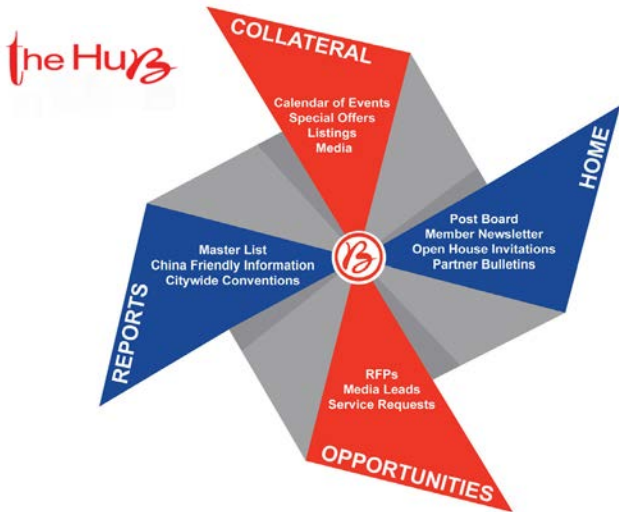 the HuB
COLLATERAL
Calendar of Events
Special Offers
Listings
Media
HOME
Post Board
Member Newsletter
Open House Invitations
Partner Bulletins
B
Master List
China Friendly Information
Citywide Conventions
REPORTS
RFPs
Media Leads
Service Requests
OPPORTUNITIES